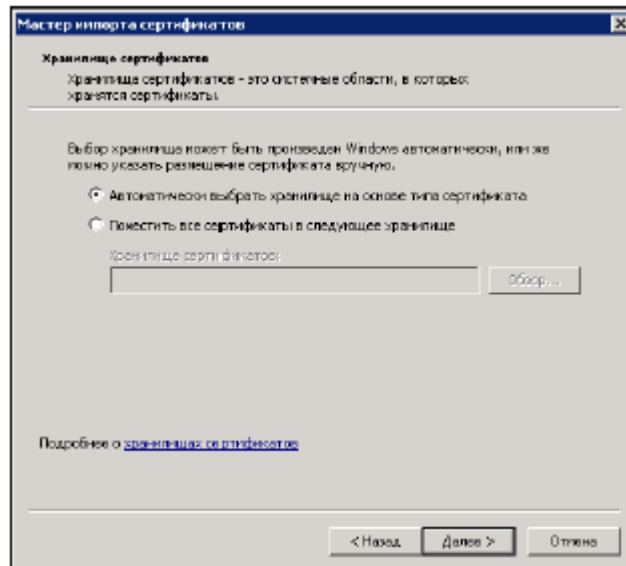 Мастер импорта сертификатов
Хранилище сертификатов
Хранилища сертификатов - это системные области, в которых
хранятся сертификаты.
Выбор хранилища может быть произведен Windows автоматически, или же
можно указать размещение сертификата вручную.
Автоматически выбрать хранилище на основе типа сертификата
Поместить все сертификаты в следующее хранилище
Хранилище сертификатов:
Обзор...
Подробнее о хранилищах сертификатов
< Назад
Далее >
Отмена